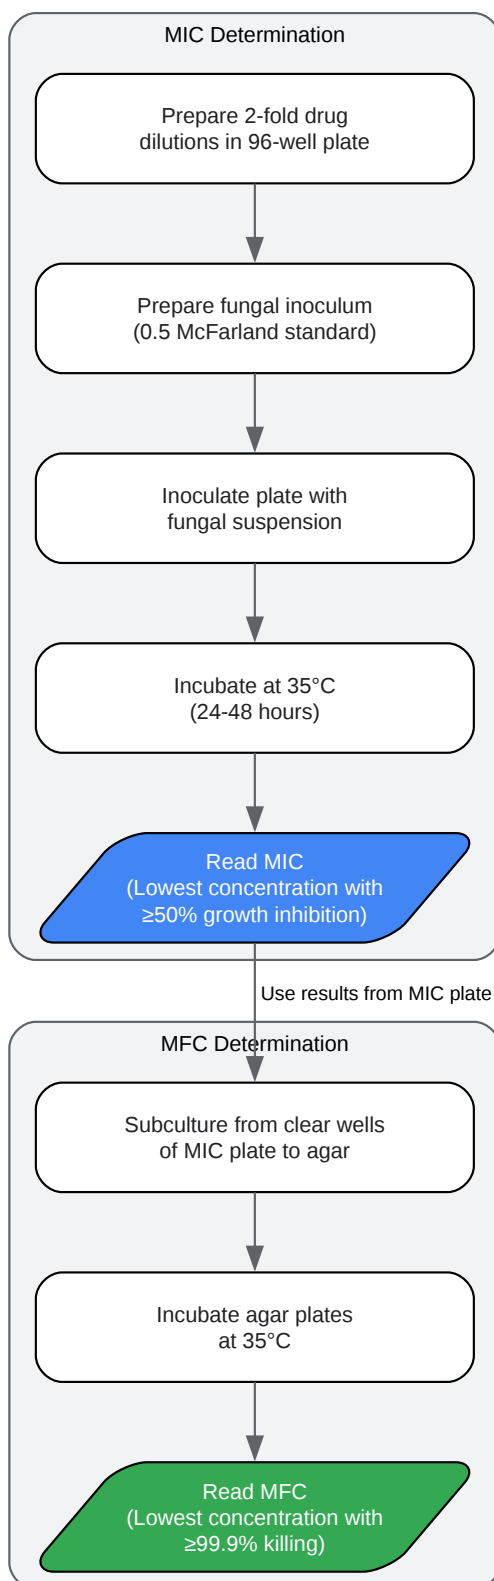 MIC Determination
Prepare 2-fold drug
dilutions in 96-well plate
Prepare fungal inoculum
(0.5 McFarland standard)
Inoculate plate with
fungal suspension
Incubate at 35°C
(24-48 hours)
Read MIC
(Lowest concentration with
≥50% growth inhibition)
Use results from MIC plate
MFC Determination
Subculture from clear wells
of MIC plate to agar
Incubate agar plates
at 35°C
Read MFC
(Lowest concentration with
≥99.9% killing)